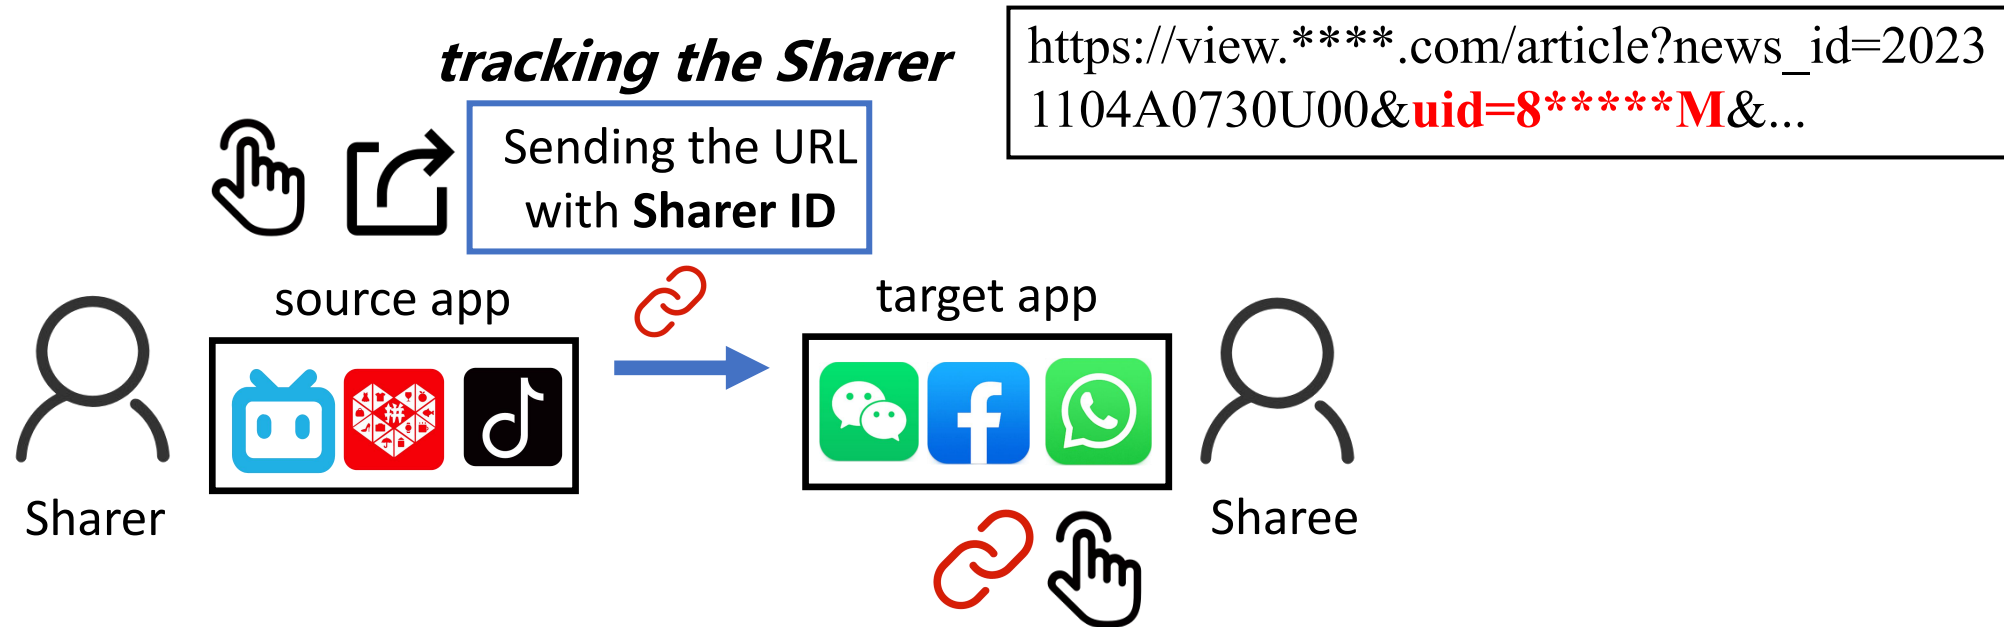 tracking the Sharer
https://view.****.com/article?news_id=2023
1104A0730U00&uid=8*****M&...
Sending the URL
with Sharer ID
source app
target app
拼
Sharer
Sharee